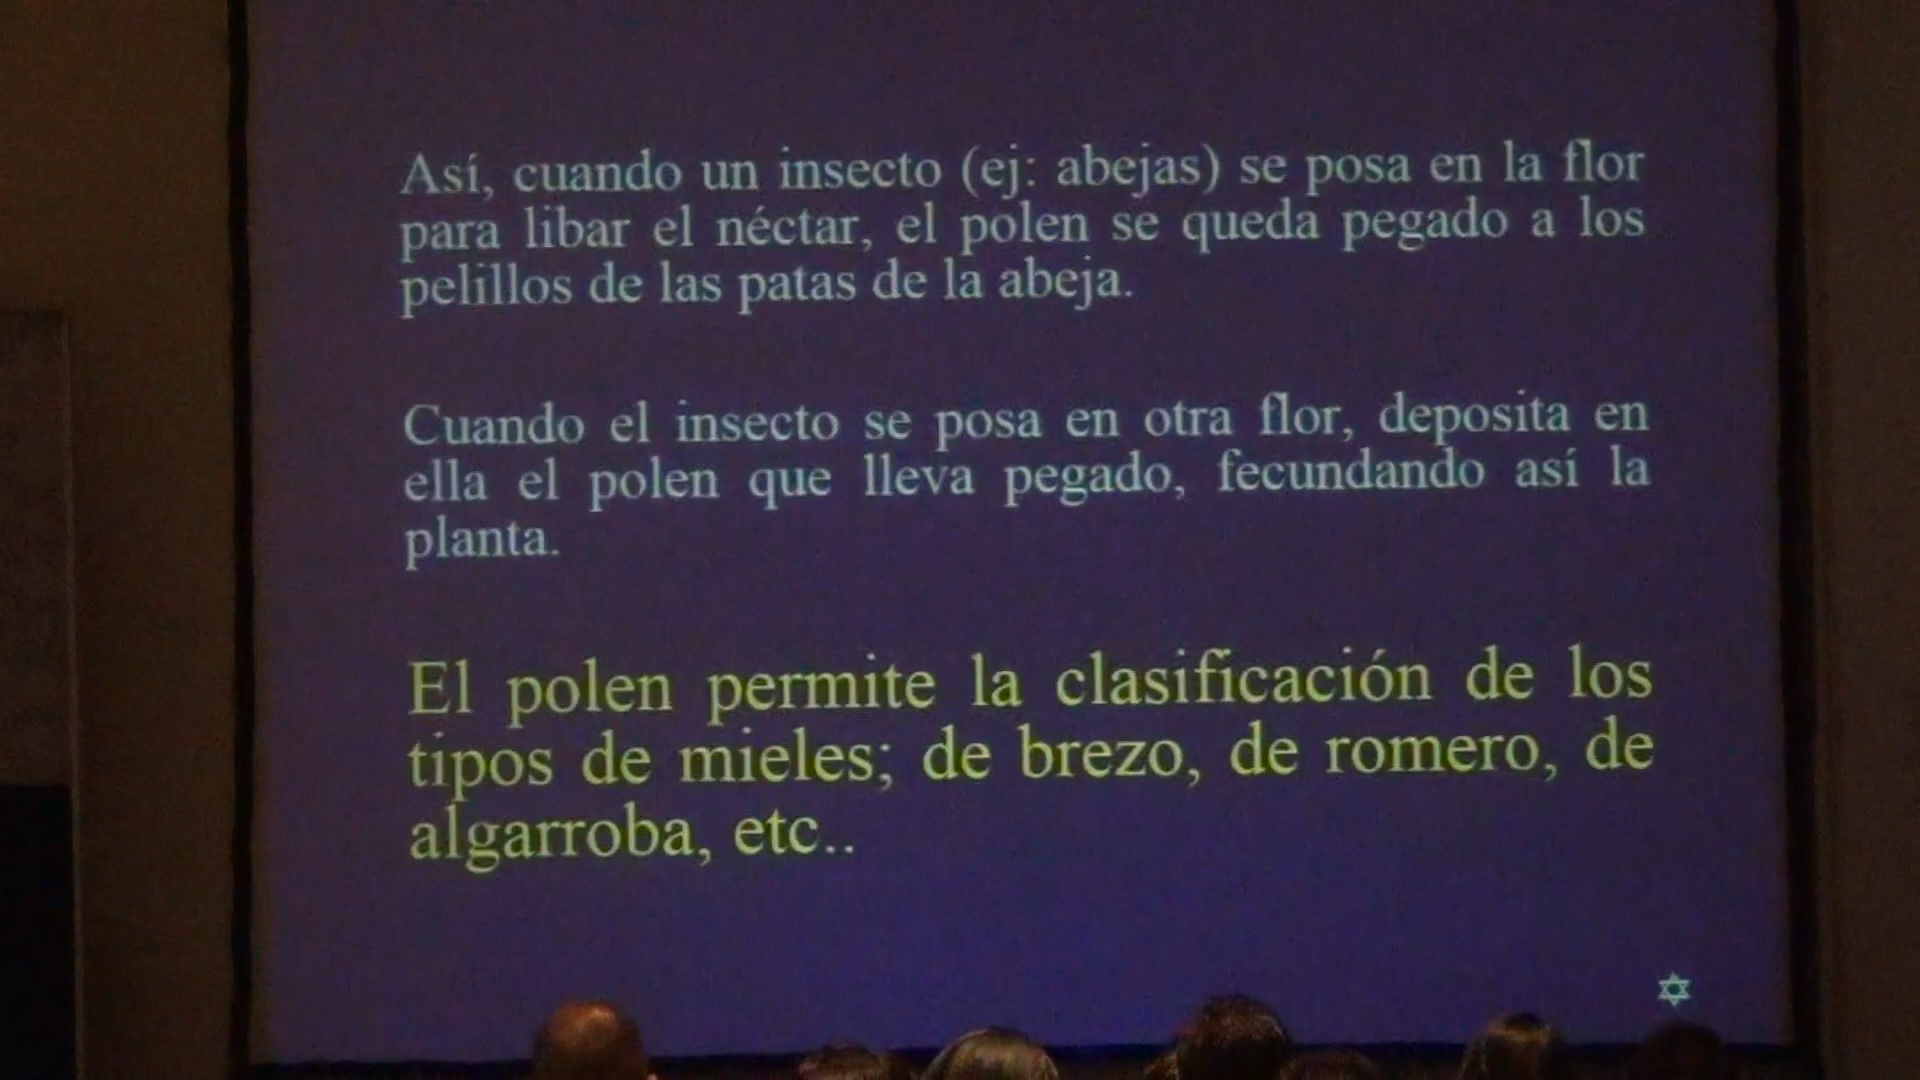 Así, cuando un insecto (ej: abejas) se posa en la flor
para libar el néctar, el polen se queda pegado a los
pelillos de las patas de la abeja.
Cuando el insecto se posa en otra flor, deposita en
ella el polen que lleva pegado, fecundando así la
planta.
El polen permite la clasificación de los
tipos de mieles; de brezo, de romero, de
algarroba, etc..